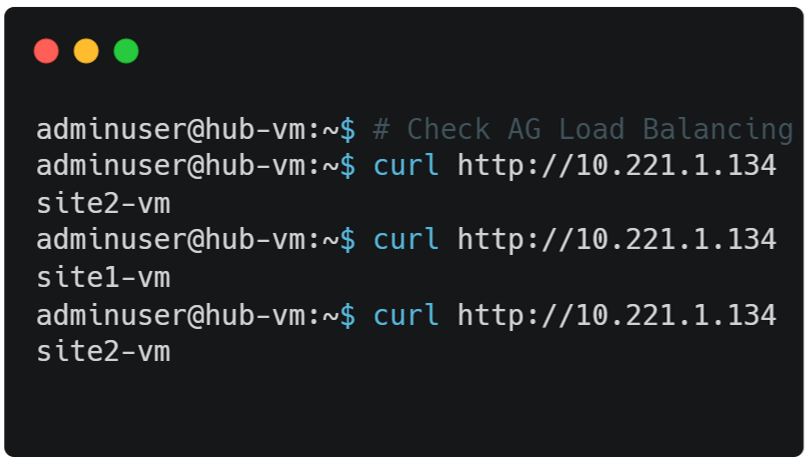 adminuser@hub-vm:~$ # Check AG Load Balancing
adminuser@hub-vm:~$ curl http://10.221.1.134
site2-vm
adminuser@hub-vm:~$ curl http://10.221.1.134
site1-vm
adminuser@hub-vm:~$ curl http://10.221.1.134
site2-vm